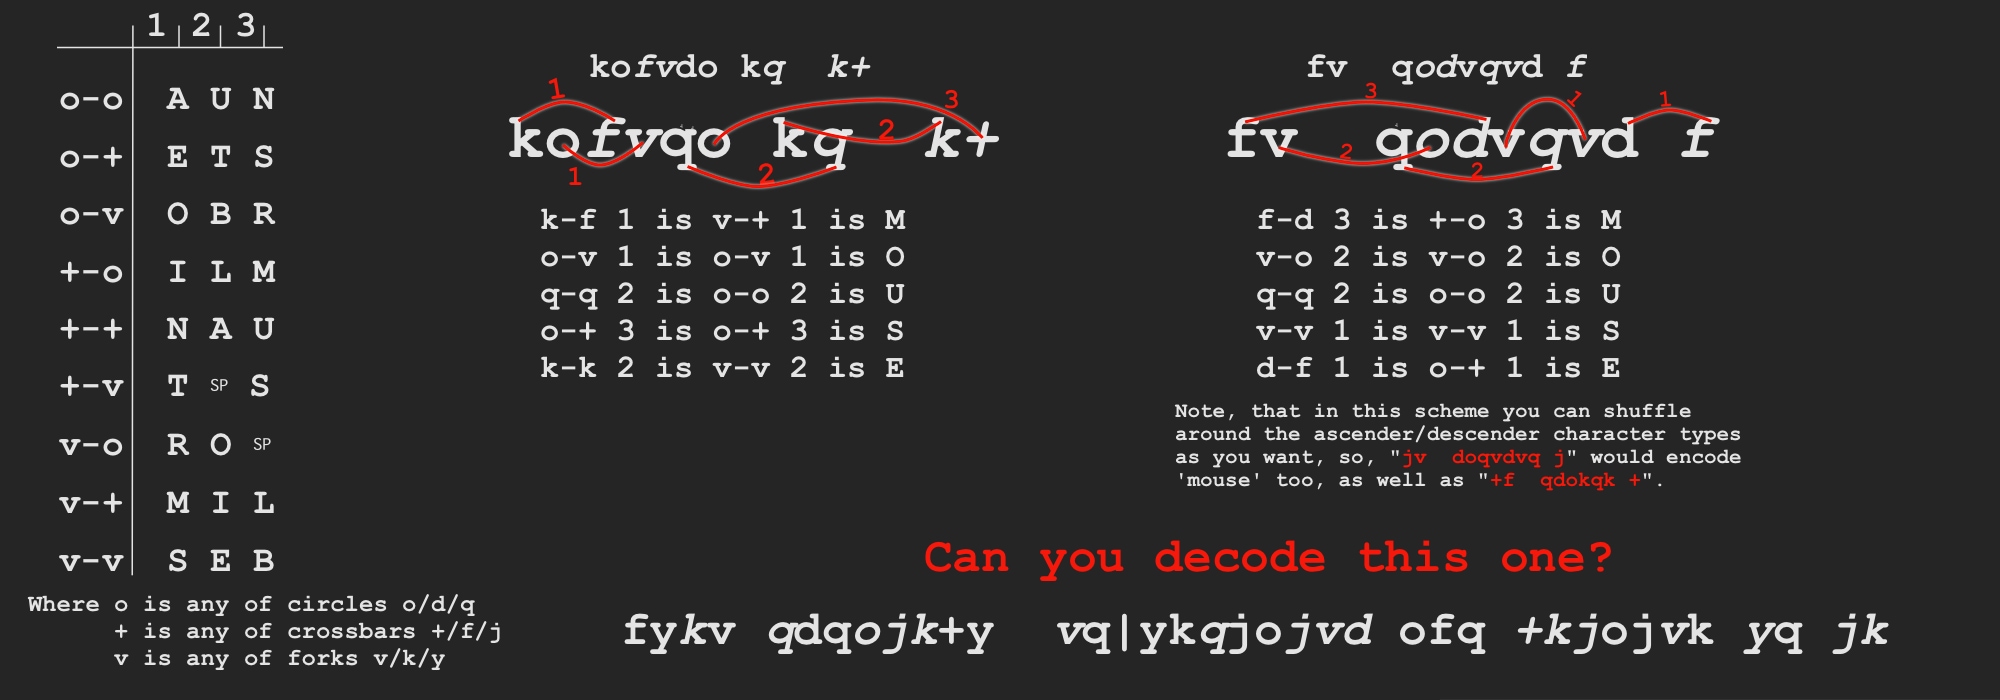 1 2 3
o-o A U N
o-+ E T S
o-v O B R
+-o I L M
+-+ N A U
+-v T SP S
v-o R O SP
v-+ M I L
v-v S E B
Where o is any of circles o/d/q
+ is any of crossbars +/f/j
v is any of forks v/k/y
kofvdo kq  k+
1
3
kofvqo kq  k+
2
1
2
k-f 1 is v-+ 1 is M
o-v 1 is o-v 1 is O
q-q 2 is o-o 2 is U
o-+ 3 is o-+ 3 is S
k-k 2 is v-v 2 is E
fv  qodvqvd f
3
1
1
fv  qodvqvd f
2
2
f-d 3 is +-o 3 is M
v-o 2 is v-o 2 is O
q-q 2 is o-o 2 is U
v-v 1 is v-v 1 is S
d-f 1 is o-+ 1 is E
Note, that in this scheme you can shuffle
around the ascender/descender character types
as you want, so, "jv  doqvdvq j" would encode
'mouse' too, as well as "+f  qdokqk +".
Can you decode this one?
fykv qdqojk+y  vq|ykqjojvd ofq +kjojvk yq jk